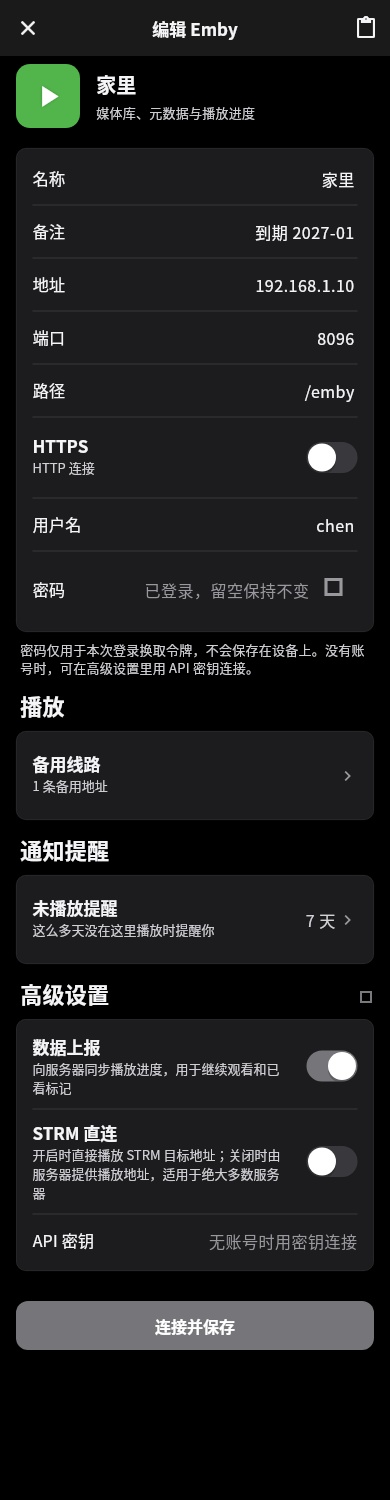 编辑 Emby
家里
媒体库、元数据与播放进度
名称 家里
备注 到期 2027-01
地址 192.168.1.10
端口 8096
路径 /emby
HTTPS
HTTP 连接
用户名 chen
密码 已登录，留空保持不变
密码仅用于本次登录换取令牌，不会保存在设备上。没有账
号时，可在高级设置里用 API 密钥连接。
播放
备用线路
1 条备用地址
通知提醒
未播放提醒
这么多天没在这里播放时提醒你
7 天
高级设置
数据上报
向服务器同步播放进度，用于继续观看和已
看标记
STRM 直连
开启时直接播放 STRM 目标地址；关闭时由
服务器提供播放地址，适用于绝大多数服务
器
API 密钥 无账号时用密钥连接
连接并保存